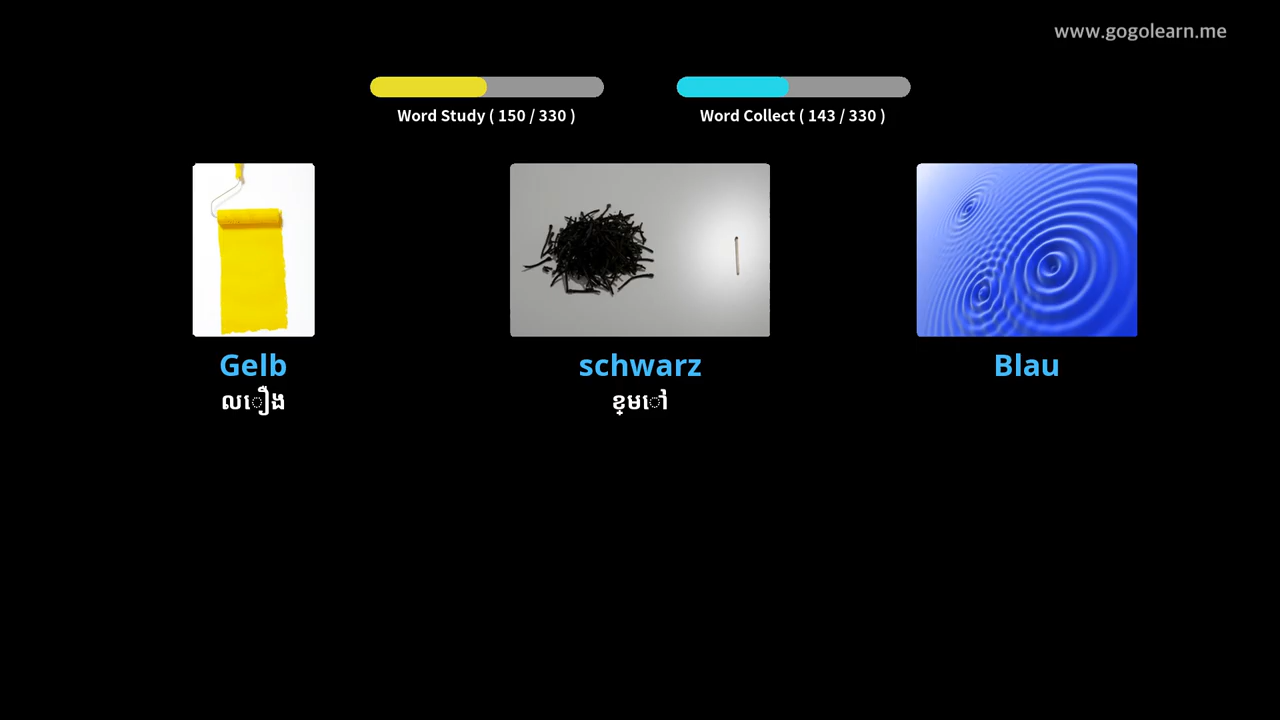 www.gogolearn.me
Word Study ( 150 / 330 )
Word Collect ( 143 / 330 )
Gelb
schwarz
Blau
លឿង
ខ្មៅ